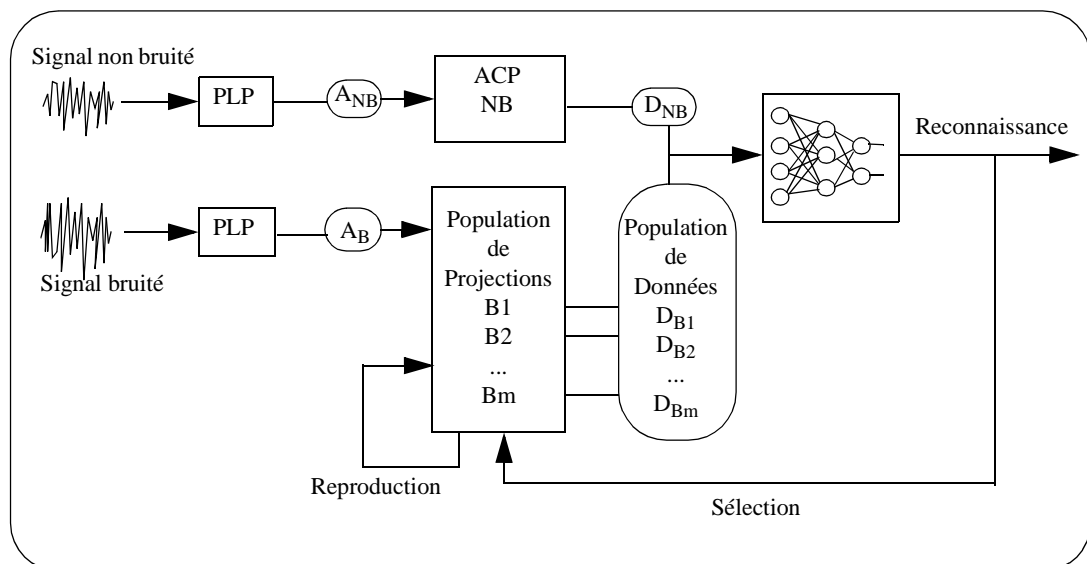 Signal non bruité
PLP
A_NB
ACP
NB
D_NB
Reconnaissance
Signal bruité
PLP
A_B
Population
de
Projections
B1
B2
...
Bm
Population
de
Données
D_B1
D_B2
...
D_Bm
Reproduction
Sélection